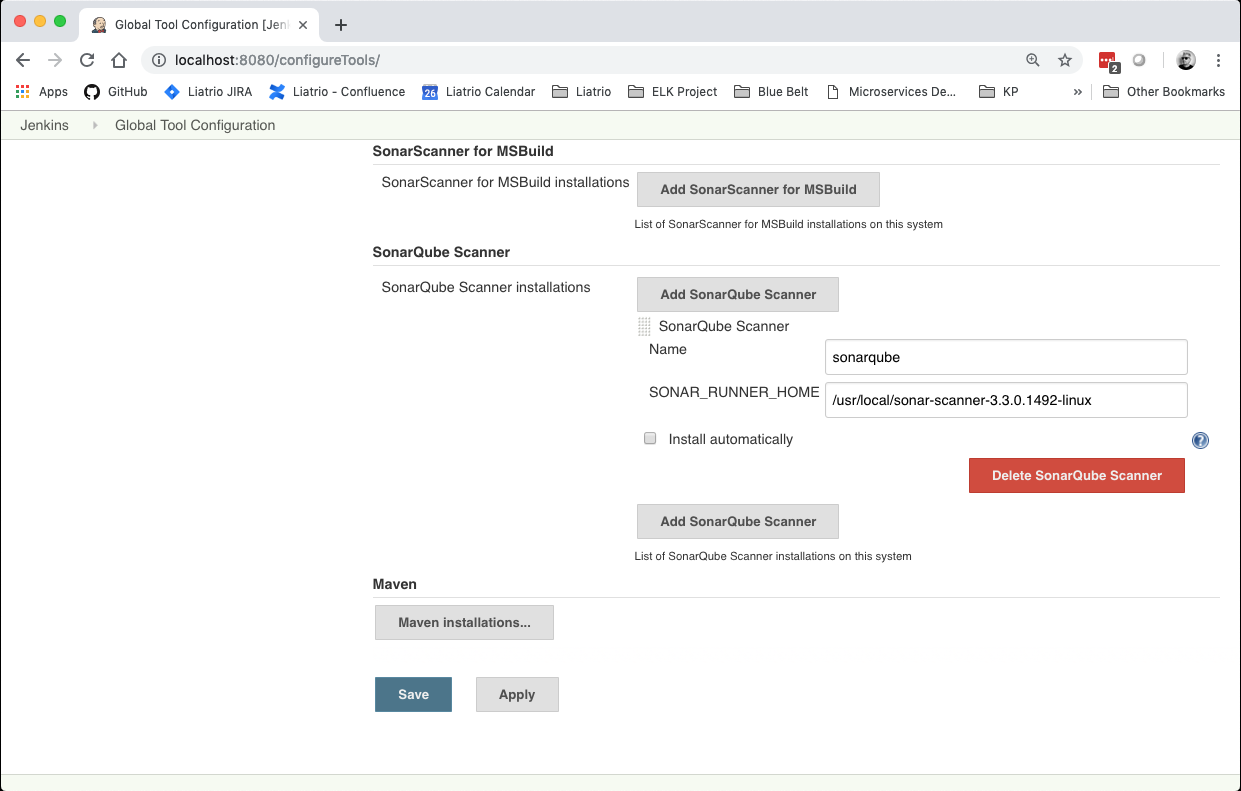 Global Tool Configuration [Jen
localhost:8080/configureTools/
2
Apps GitHub Liatrio JIRA Liatrio - Confluence 26 Liatrio Calendar Liatrio ELK Project Blue Belt Microservices De... KP » Other Bookmarks
Jenkins Global Tool Configuration
SonarScanner for MSBuild
SonarScanner for MSBuild installations Add SonarScanner for MSBuild
List of SonarScanner for MSBuild installations on this system
SonarQube Scanner
SonarQube Scanner installations Add SonarQube Scanner
SonarQube Scanner
Name sonarqube
SONAR_RUNNER_HOME /usr/local/sonar-scanner-3.3.0.1492-linux
Install automatically ?
Delete SonarQube Scanner
Add SonarQube Scanner
List of SonarQube Scanner installations on this system
Maven
Maven installations...
Save Apply